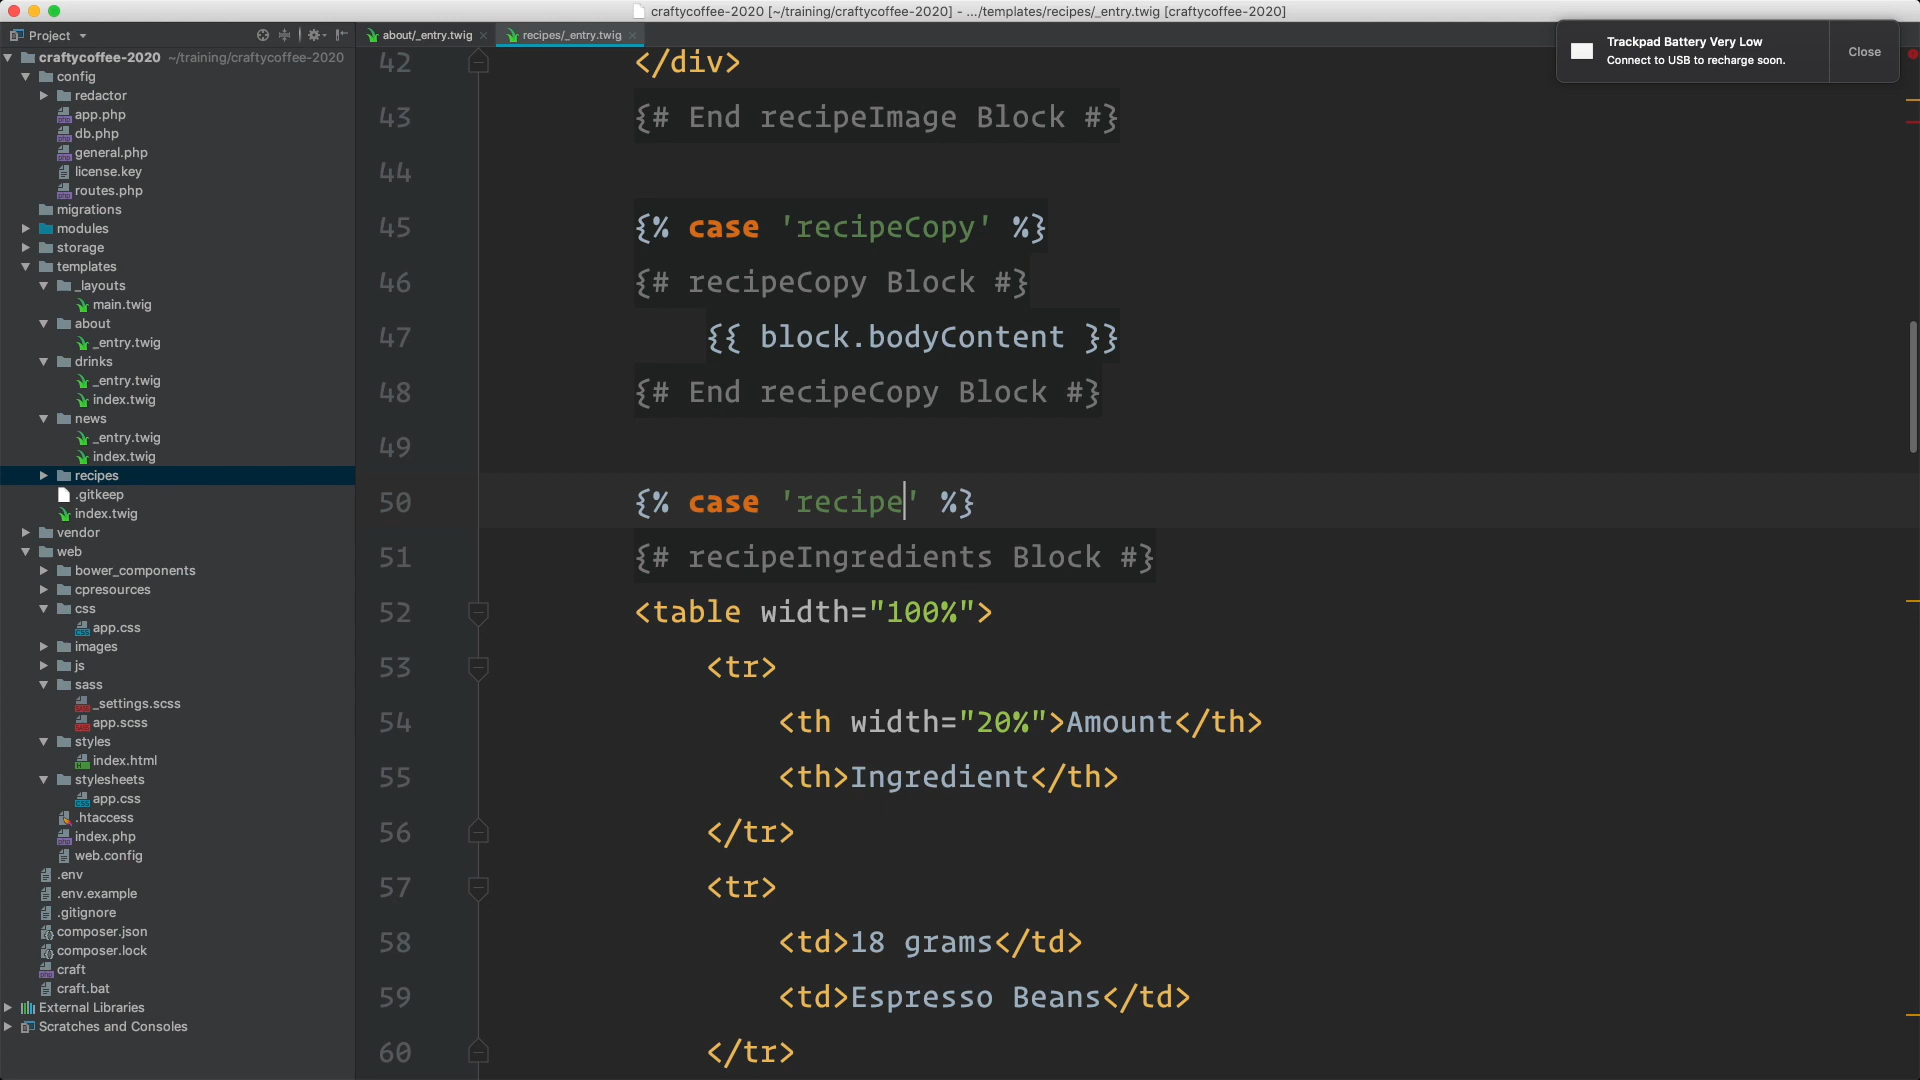 craftycoffee-2020 [~/training/craftycoffee-2020] - .../templates/recipes/_entry.twig [craftycoffee-2020]
Project
about/_entry.twig
recipes/_entry.twig
Trackpad Battery Very Low
Connect to USB to recharge soon.
Close
craftycoffee-2020 ~/training/craftycoffee-2020
config
redactor
app.php
db.php
general.php
license.key
routes.php
migrations
modules
storage
templates
_layouts
main.twig
about
_entry.twig
drinks
_entry.twig
index.twig
news
_entry.twig
index.twig
recipes
.gitkeep
index.twig
vendor
web
bower_components
cpresources
css
app.css
images
js
sass
_settings.scss
app.scss
styles
index.html
stylesheets
app.css
.htaccess
index.php
web.config
.env
.env.example
.gitignore
composer.json
composer.lock
craft
craft.bat
External Libraries
Scratches and Consoles
42 </div>
43 {# End recipeImage Block #}
44
45 {% case 'recipeCopy' %}
46 {# recipeCopy Block #}
47 {{ block.bodyContent }}
48 {# End recipeCopy Block #}
49
50 {% case 'recipe' %}
51 {# recipeIngredients Block #}
52 <table width="100%">
53 <tr>
54 <th width="20%">Amount</th>
55 <th>Ingredient</th>
56 </tr>
57 <tr>
58 <td>18 grams</td>
59 <td>Espresso Beans</td>
60 </tr>